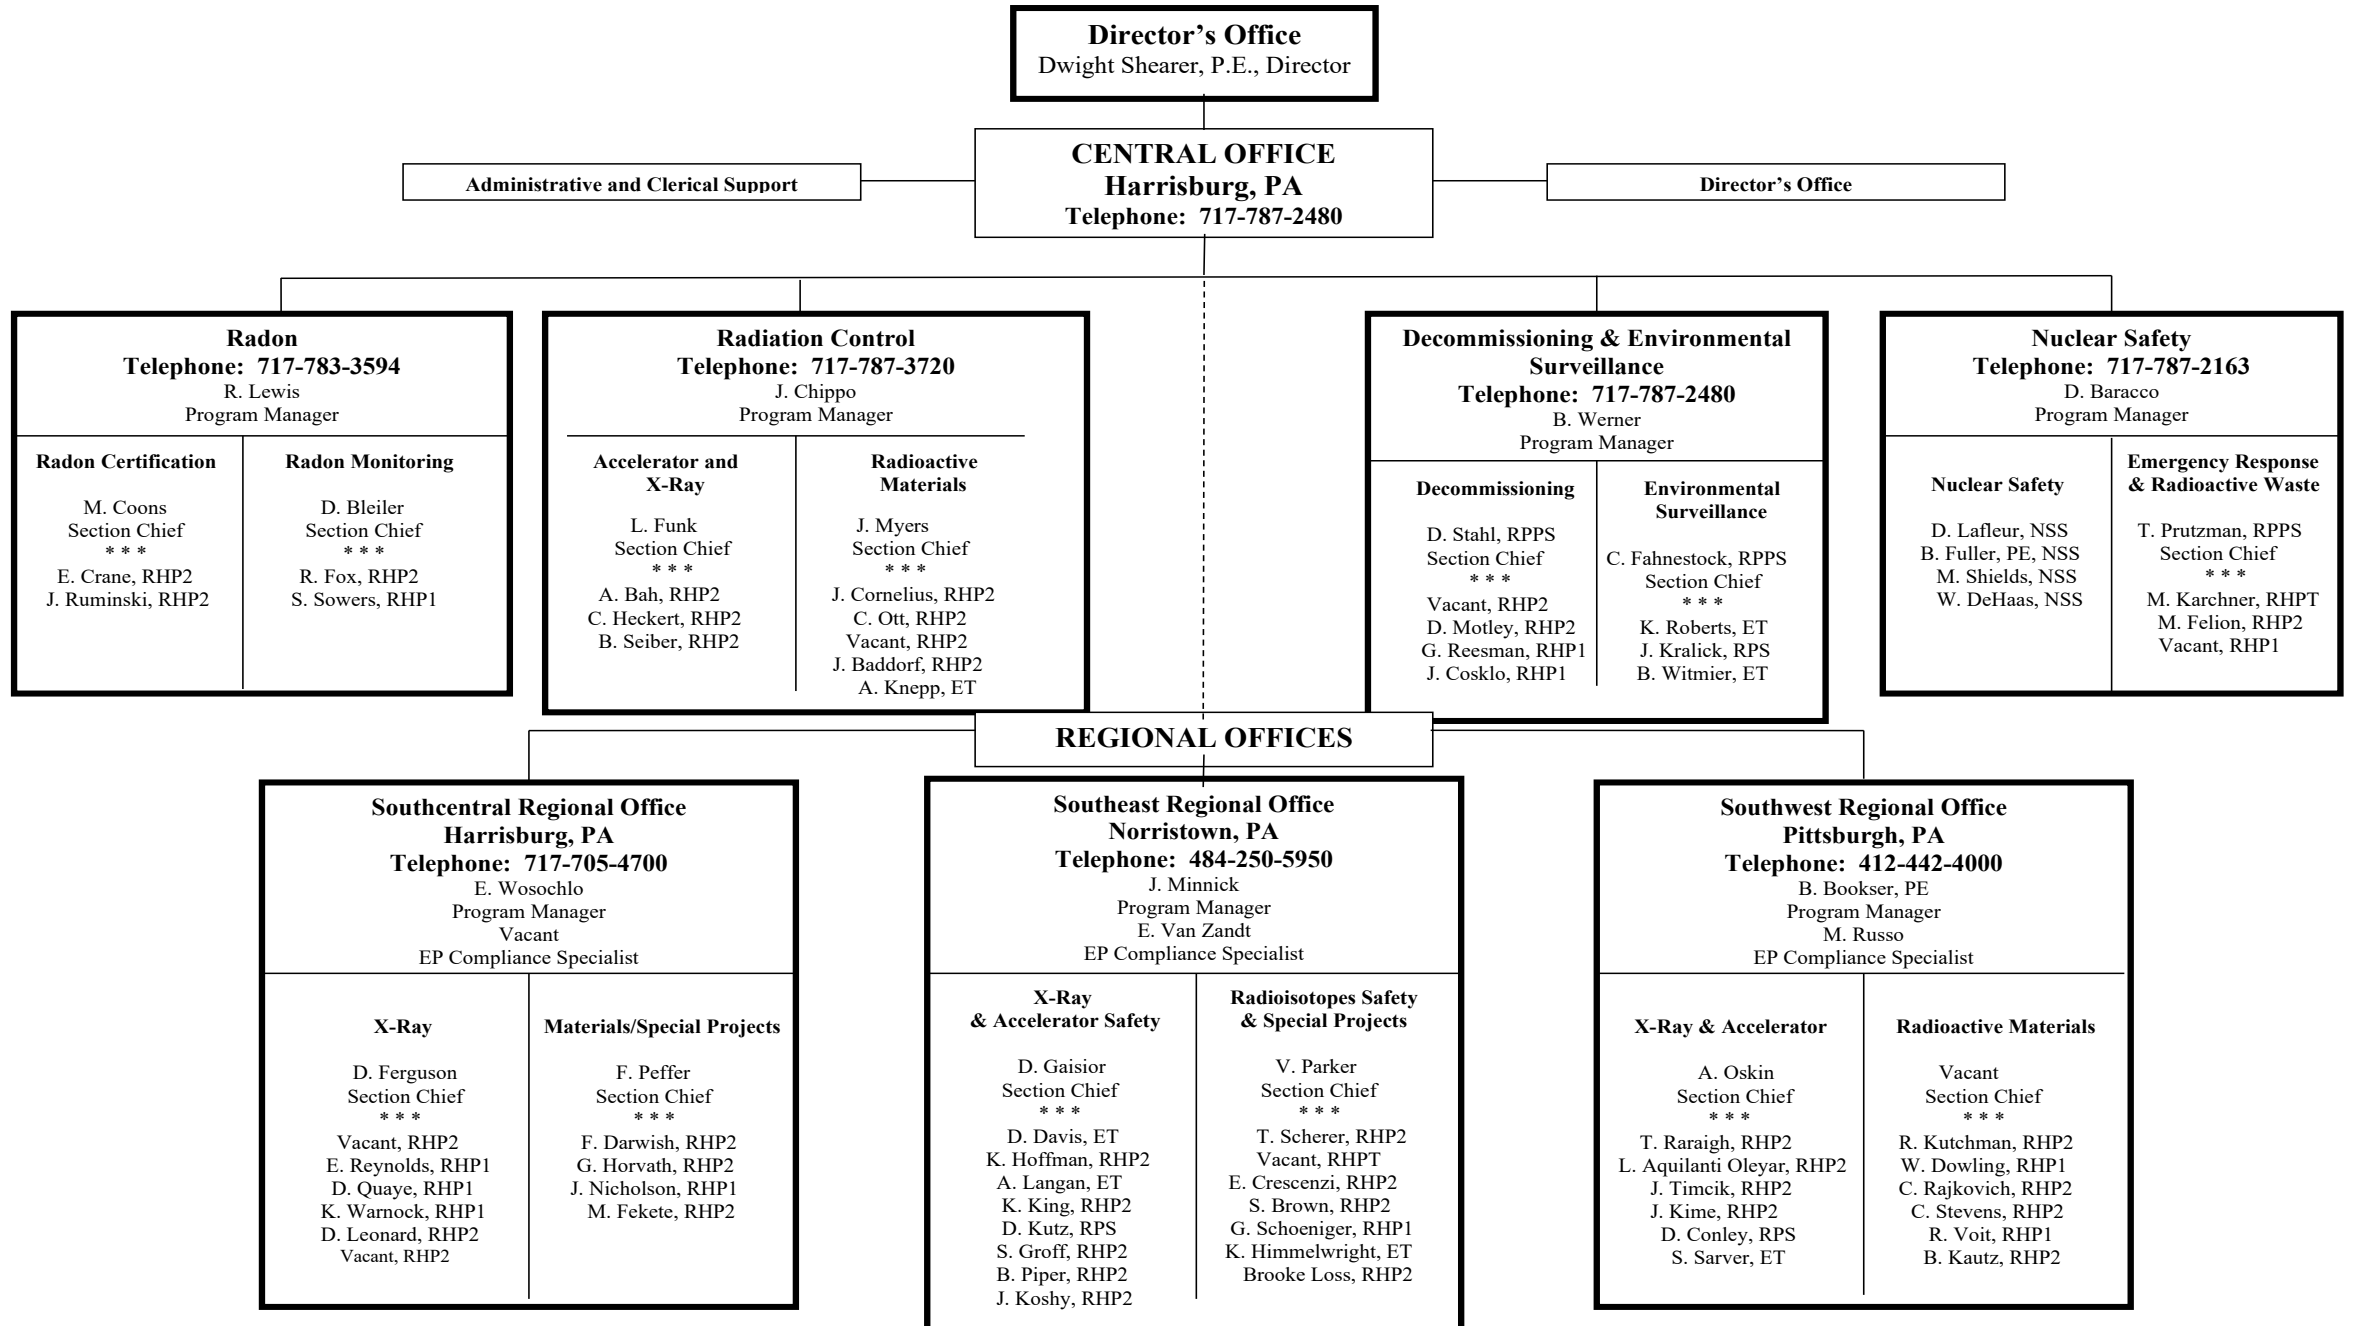 Director’s Office
Dwight Shearer, P.E., Director
CENTRAL OFFICE
Harrisburg, PA
Telephone: 717-787-2480
Administrative and Clerical Support
Director’s Office
Radon
Telephone: 717-783-3594
R. Lewis
Program Manager
Radon Certification
M. Coons
Section Chief
* * *
E. Crane, RHP2
J. Ruminski, RHP2
Radon Monitoring
D. Bleiler
Section Chief
* * *
R. Fox, RHP2
S. Sowers, RHP1
Radiation Control
Telephone: 717-787-3720
J. Chippo
Program Manager
Accelerator and
X-Ray
L. Funk
Section Chief
* * *
A. Bah, RHP2
C. Heckert, RHP2
B. Seiber, RHP2
Radioactive
Materials
J. Myers
Section Chief
* * *
J. Cornelius, RHP2
C. Ott, RHP2
Vacant, RHP2
J. Baddorf, RHP2
A. Knepp, ET
Decommissioning & Environmental
Surveillance
Telephone: 717-787-2480
B. Werner
Program Manager
Decommissioning
D. Stahl, RPPS
Section Chief
* * *
Vacant, RHP2
D. Motley, RHP2
G. Reesman, RHP1
J. Cosklo, RHP1
Environmental
Surveillance
C. Fahnestock, RPPS
Section Chief
* * *
K. Roberts, ET
J. Kralick, RPS
B. Witmier, ET
Nuclear Safety
Telephone: 717-787-2163
D. Baracco
Program Manager
Nuclear Safety
D. Lafleur, NSS
B. Fuller, PE, NSS
M. Shields, NSS
W. DeHaas, NSS
Emergency Response
& Radioactive Waste
T. Prutzman, RPPS
Section Chief
* * *
M. Karchner, RHPT
M. Felion, RHP2
Vacant, RHP1
REGIONAL OFFICES
Southcentral Regional Office
Harrisburg, PA
Telephone: 717-705-4700
E. Wosochlo
Program Manager
Vacant
EP Compliance Specialist
X-Ray
D. Ferguson
Section Chief
* * *
Vacant, RHP2
E. Reynolds, RHP1
D. Quaye, RHP1
K. Warnock, RHP1
D. Leonard, RHP2
Vacant, RHP2
Materials/Special Projects
F. Peffer
Section Chief
* * *
F. Darwish, RHP2
G. Horvath, RHP2
J. Nicholson, RHP1
M. Fekete, RHP2
Southeast Regional Office
Norristown, PA
Telephone: 484-250-5950
J. Minnick
Program Manager
E. Van Zandt
EP Compliance Specialist
X-Ray
& Accelerator Safety
D. Gaisior
Section Chief
* * *
D. Davis, ET
K. Hoffman, RHP2
A. Langan, ET
K. King, RHP2
D. Kutz, RPS
S. Groff, RHP2
B. Piper, RHP2
J. Koshy, RHP2
Radioisotopes Safety
& Special Projects
V. Parker
Section Chief
* * *
T. Scherer, RHP2
Vacant, RHPT
E. Crescenzi, RHP2
S. Brown, RHP2
G. Schoeniger, RHP1
K. Himmelwright, ET
Brooke Loss, RHP2
Southwest Regional Office
Pittsburgh, PA
Telephone: 412-442-4000
B. Bookser, PE
Program Manager
M. Russo
EP Compliance Specialist
X-Ray & Accelerator
A. Oskin
Section Chief
* * *
T. Raraigh, RHP2
L. Aquilanti Oleyar, RHP2
J. Timcik, RHP2
J. Kime, RHP2
D. Conley, RPS
S. Sarver, ET
Radioactive Materials
Vacant
Section Chief
* * *
R. Kutchman, RHP2
W. Dowling, RHP1
C. Rajkovich, RHP2
C. Stevens, RHP2
R. Voit, RHP1
B. Kautz, RHP2